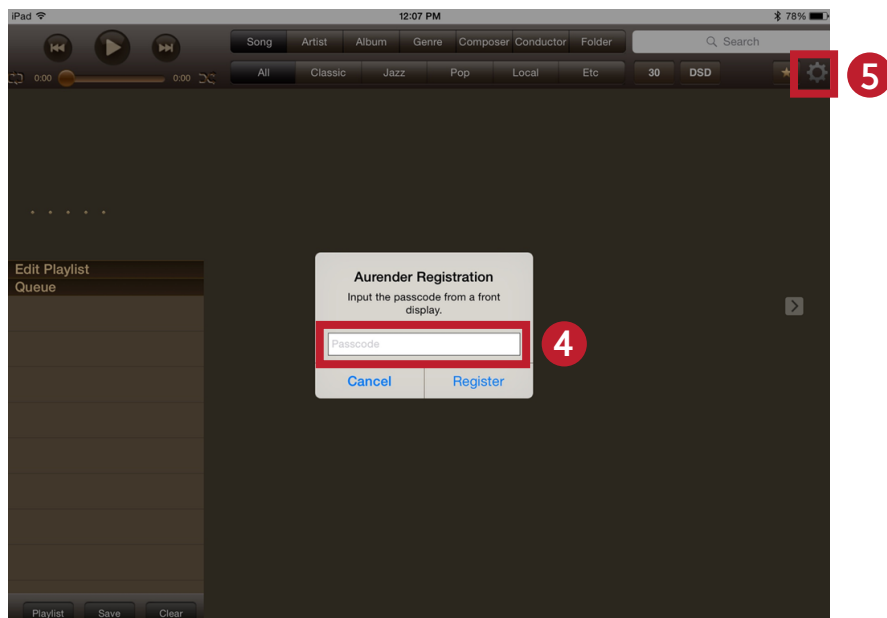 iPad 12:07 PM 78%
Song Artist Album Genre Composer Conductor Folder Search
0:00 0:00 All Classic Jazz Pop Local Etc 30 DSD
5
Edit Playlist
Queue
Aurender Registration
Input the passcode from a front
display.
Passcode
4
Cancel Register
Playlist Save Clear